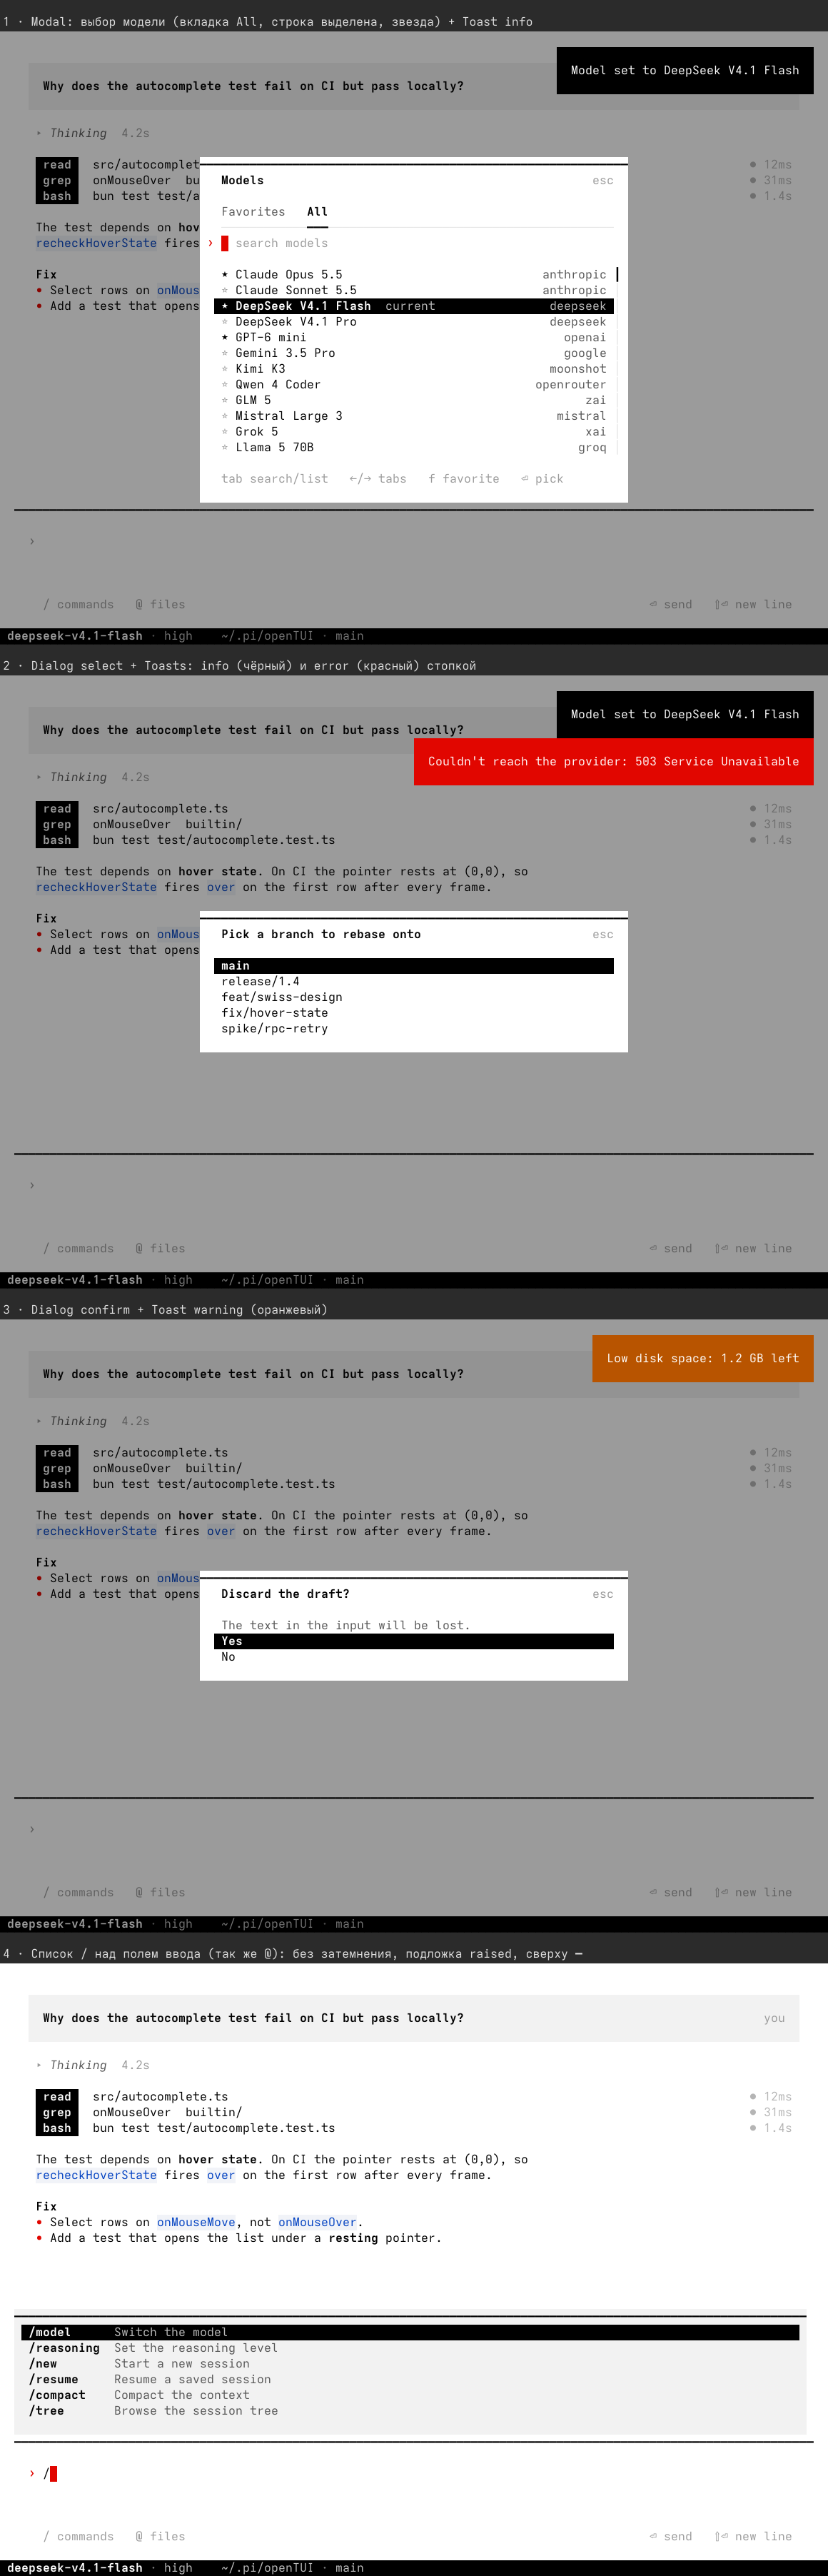 1 · Modal: выбор модели (вкладка All, строка выделена, звезда) + Toast info
Model set to DeepSeek V4.1 Flash
Why does the autocomplete test fail on CI but pass locally?
▸ Thinking 4.2s
read src/autocomplet ● 12ms
grep onMouseOver bu ● 31ms
bash bun test test/a ● 1.4s
The test depends on hov
recheckHoverState fires
Fix
• Select rows on onMous
• Add a test that opens
Models esc
Favorites All
› search models
★ Claude Opus 5.5 anthropic
☆ Claude Sonnet 5.5 anthropic
★ DeepSeek V4.1 Flash current deepseek
☆ DeepSeek V4.1 Pro deepseek
★ GPT-6 mini openai
☆ Gemini 3.5 Pro google
☆ Kimi K3 moonshot
☆ Qwen 4 Coder openrouter
☆ GLM 5 zai
☆ Mistral Large 3 mistral
☆ Grok 5 xai
☆ Llama 5 70B groq
tab search/list ←/→ tabs f favorite ⏎ pick
›
/ commands @ files ⏎ send ⇧⏎ new line
deepseek-v4.1-flash · high ~/.pi/openTUI · main
2 · Dialog select + Toasts: info (чёрный) и error (красный) стопкой
Model set to DeepSeek V4.1 Flash
Why does the autocomplete test fail on CI but pass locally?
Couldn't reach the provider: 503 Service Unavailable
▸ Thinking 4.2s
read src/autocomplete.ts ● 12ms
grep onMouseOver builtin/ ● 31ms
bash bun test test/autocomplete.test.ts ● 1.4s
The test depends on hover state. On CI the pointer rests at (0,0), so
recheckHoverState fires over on the first row after every frame.
Fix
• Select rows on onMous
• Add a test that opens
Pick a branch to rebase onto esc
main
release/1.4
feat/swiss-design
fix/hover-state
spike/rpc-retry
›
/ commands @ files ⏎ send ⇧⏎ new line
deepseek-v4.1-flash · high ~/.pi/openTUI · main
3 · Dialog confirm + Toast warning (оранжевый)
Low disk space: 1.2 GB left
Why does the autocomplete test fail on CI but pass locally?
▸ Thinking 4.2s
read src/autocomplete.ts ● 12ms
grep onMouseOver builtin/ ● 31ms
bash bun test test/autocomplete.test.ts ● 1.4s
The test depends on hover state. On CI the pointer rests at (0,0), so
recheckHoverState fires over on the first row after every frame.
Fix
• Select rows on onMous
• Add a test that opens
Discard the draft? esc
The text in the input will be lost.
Yes
No
›
/ commands @ files ⏎ send ⇧⏎ new line
deepseek-v4.1-flash · high ~/.pi/openTUI · main
4 · Список / над полем ввода (так же @): без затемнения, подложка raised, сверху ━
Why does the autocomplete test fail on CI but pass locally? you
▸ Thinking 4.2s
read src/autocomplete.ts ● 12ms
grep onMouseOver builtin/ ● 31ms
bash bun test test/autocomplete.test.ts ● 1.4s
The test depends on hover state. On CI the pointer rests at (0,0), so
recheckHoverState fires over on the first row after every frame.
Fix
• Select rows on onMouseMove, not onMouseOver.
• Add a test that opens the list under a resting pointer.
/model Switch the model
/reasoning Set the reasoning level
/new Start a new session
/resume Resume a saved session
/compact Compact the context
/tree Browse the session tree
› /
/ commands @ files ⏎ send ⇧⏎ new line
deepseek-v4.1-flash · high ~/.pi/openTUI · main